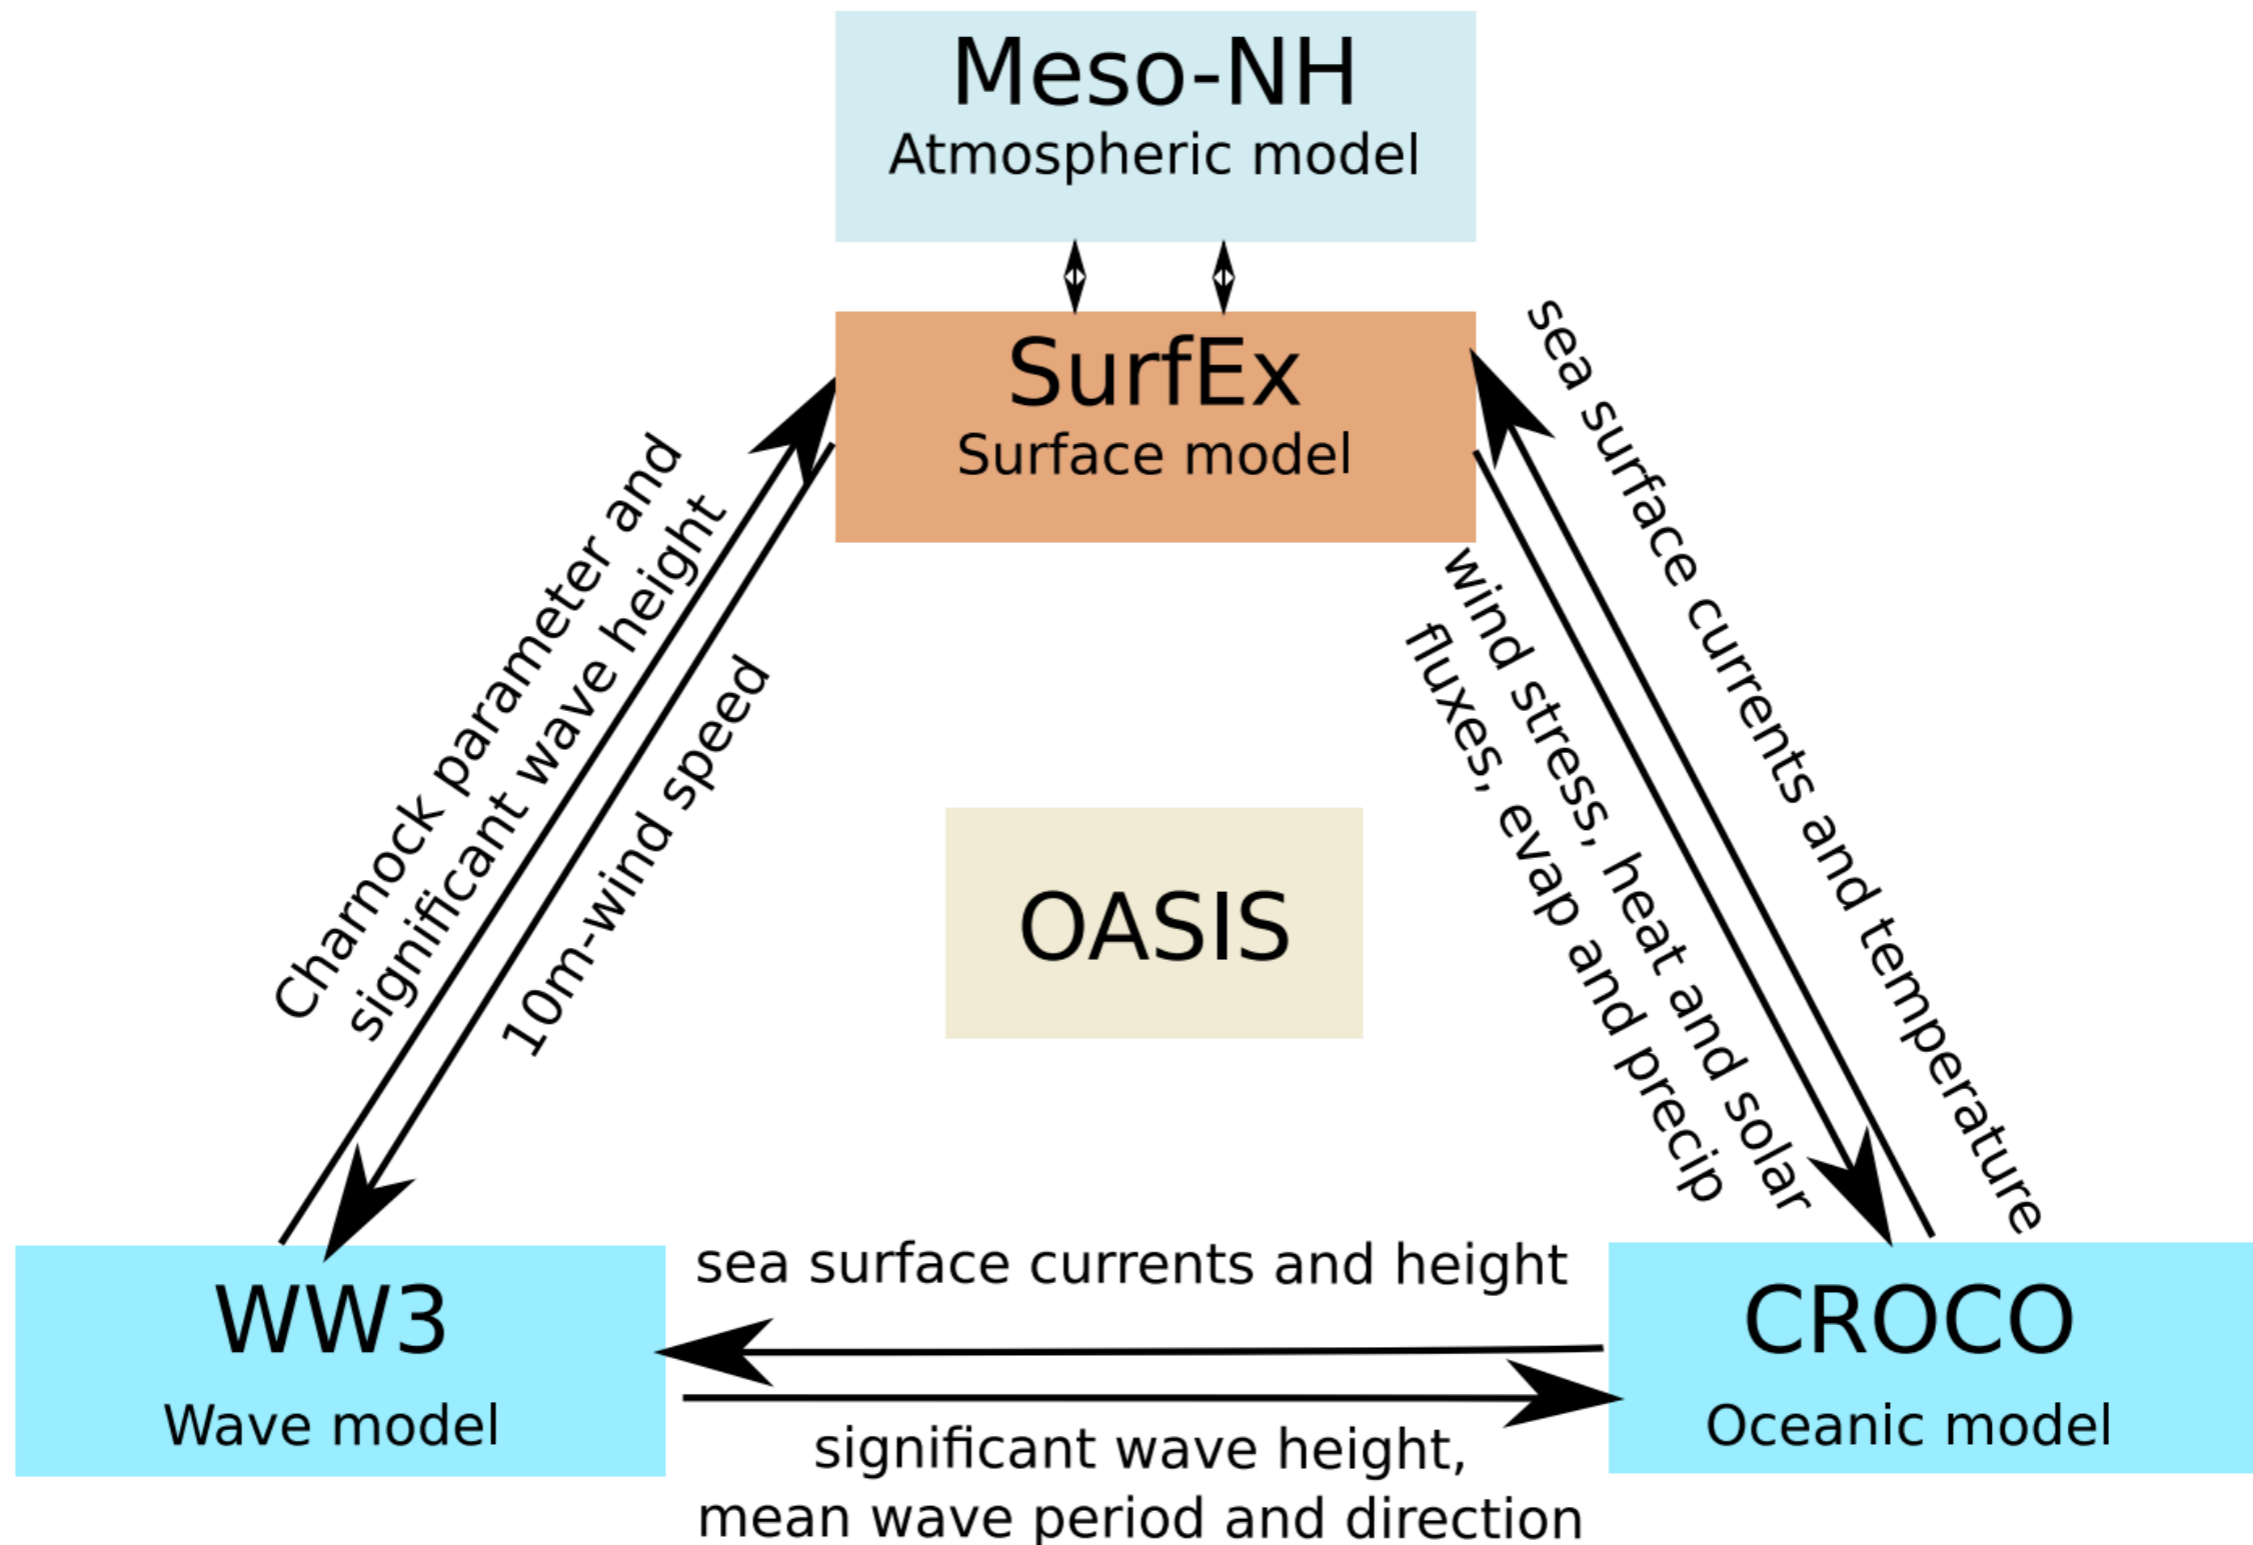 Meso-NH
Atmospheric model
SurfEx
Surface model
Charnock parameter and
significant wave height
10m-wind speed
sea surface currents and temperature
wind stress, heat and solar
fluxes, evap and precip
OASIS
WW3
Wave model
sea surface currents and height
significant wave height,
mean wave period and direction
CROCO
Oceanic model